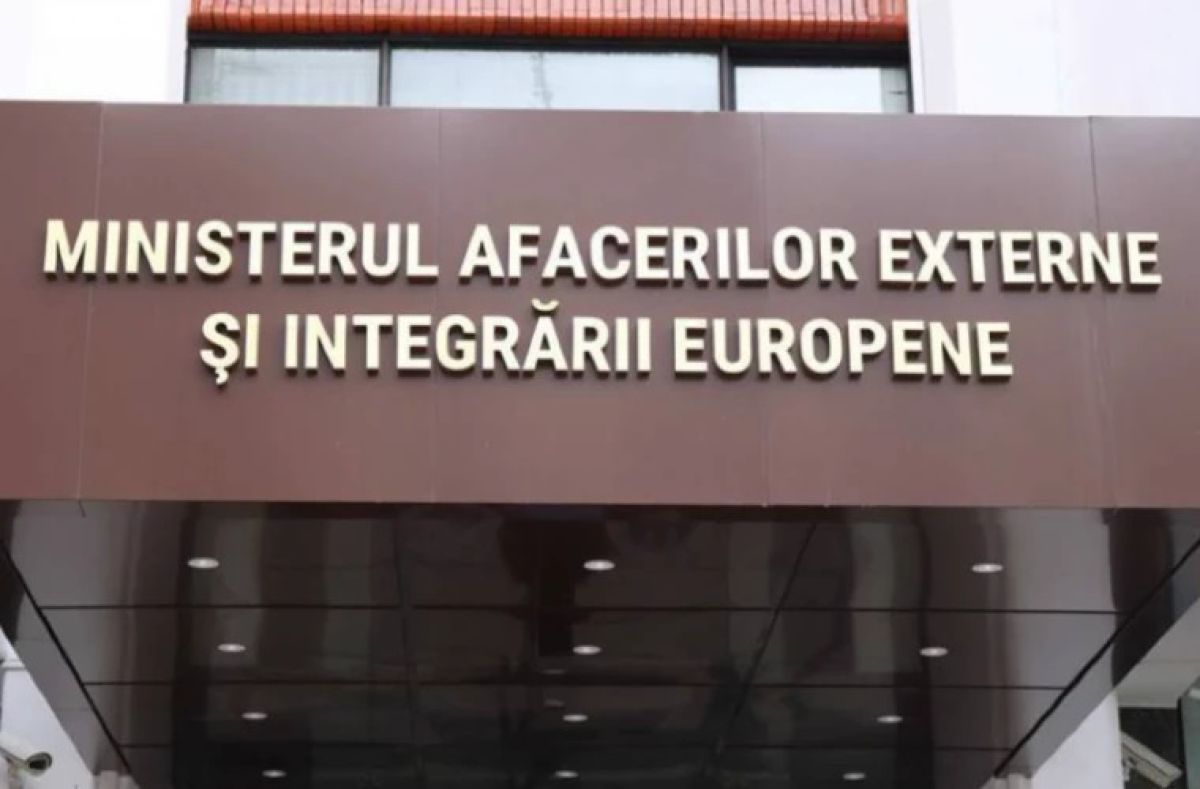 MINISTERUL AFACERILOR EXTERNE
ŞI INTEGRĂRII EUROPENE